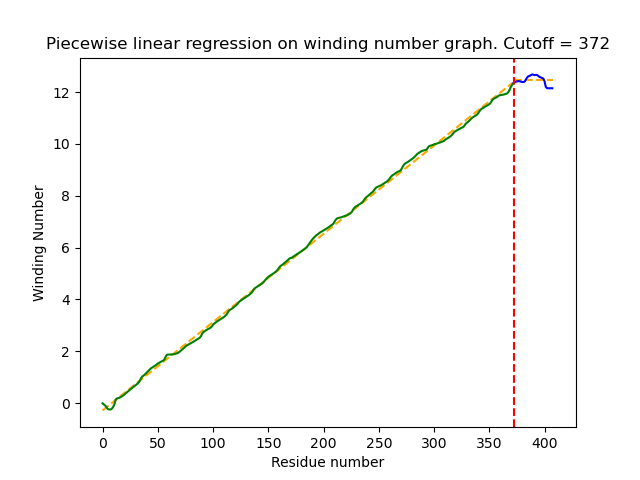 Piecewise linear regression on winding number graph. Cutoff = 372
12
10
8
6
4
2
0
Winding Number
0 50 100 150 200 250 300 350 400
Residue number